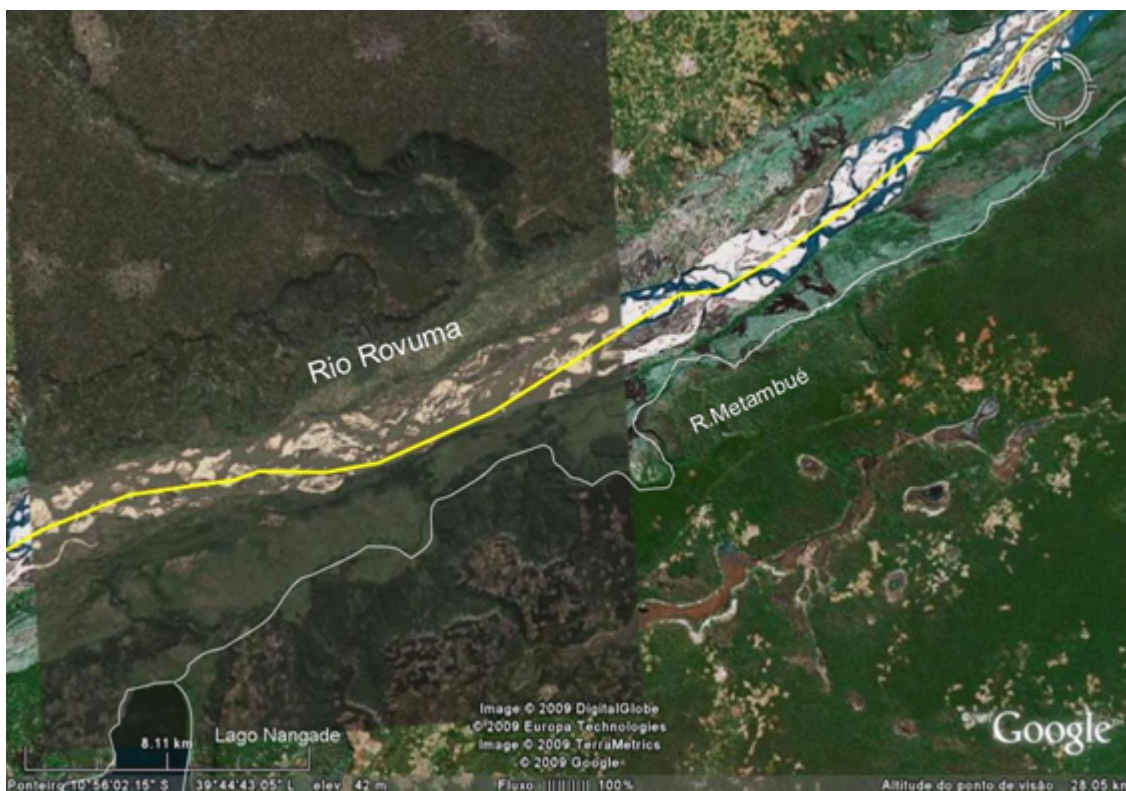 N
Rio Rovuma
R.Metambué
Image © 2009 DigitalGlobe
© 2009 Europa Technologies
Image © 2009 TerraMetrics
© 2009 Google
Lago Nangade
8.11 km
©2009 Google
Ponteiro 10°56'02.15" S 39°44'43.05" L elev 42 m Fluxo ||||||||| 100% Altitude do ponto de visão 28.05 km